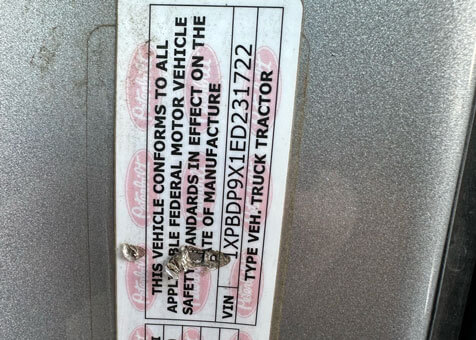 THIS VEHICLE CONFORMS TO ALL
FEDERAL MOTOR VEHICLE
IN EFFECT ON THE
OF MANUFACTURE
VIN 1XPBDP9X1ED231722
TYPE VEH. TRUCK TRACTOR